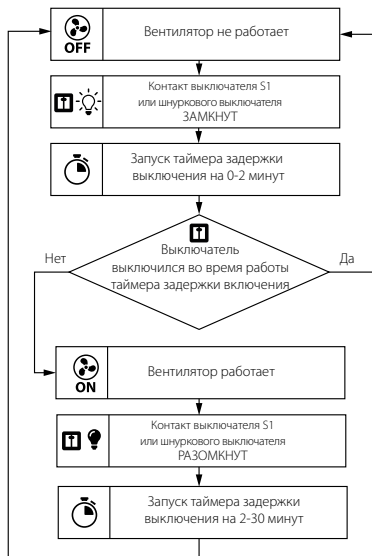 OFF
Вентилятор не работает
Контакт выключателя S1
или шнуркового выключателя
ЗАМКНУТ
Запуск таймера задержки
выключения на 0-2 минут
Нет
Да
Выключатель
выключился во время работы
таймера задержки включения
ON
Вентилятор работает
Контакт выключателя S1
или шнуркового выключателя
РАЗОМКНУТ
Запуск таймера задержки
выключения на 2-30 минут